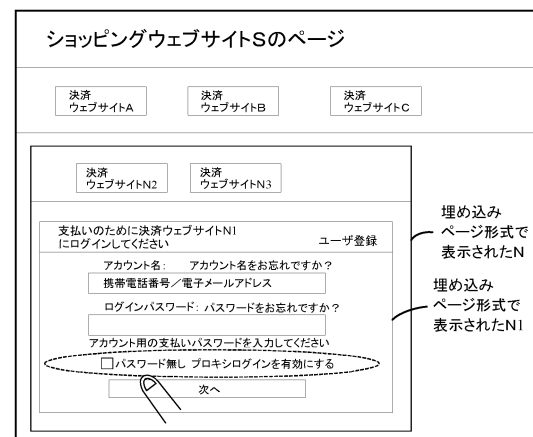 ショッピングウェブサイトSのページ
決済
ウェブサイトA
決済
ウェブサイトB
決済
ウェブサイトC
決済
ウェブサイトN2
決済
ウェブサイトN3
支払いのために決済ウェブサイトN1
にログインしてください
ユーザ登録
アカウント名: アカウント名をお忘れですか?
携帯電話番号/電子メールアドレス
ログインパスワード: パスワードをお忘れですか?
アカウント用の支払いパスワードを入力してください
パスワード無し プロキシログインを有効にする
次へ
埋め込み
ページ形式で
表示されたN
埋め込み
ページ形式で
表示されたN1